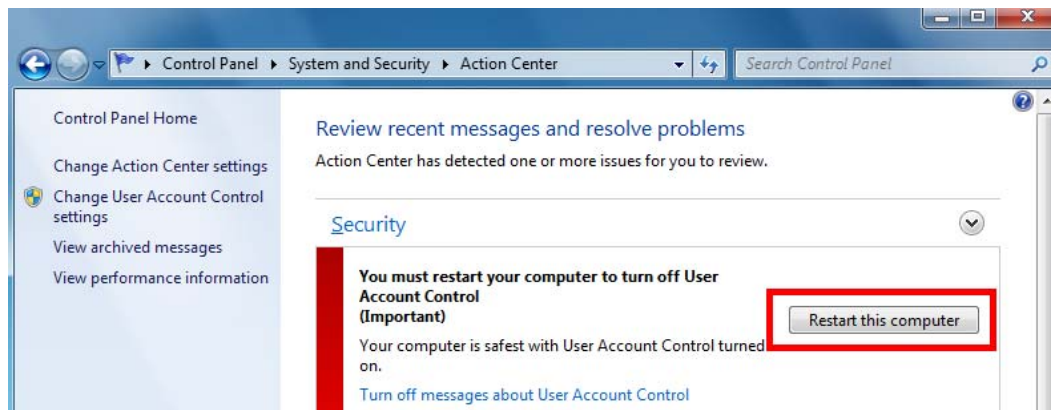 Control Panel ▸ System and Security ▸ Action Center
Search Control Panel
Control Panel Home
Change Action Center settings
Change User Account Control
settings
View archived messages
View performance information
Review recent messages and resolve problems
Action Center has detected one or more issues for you to review.
Security
You must restart your computer to turn off User
Account Control
(Important)
Restart this computer
Your computer is safest with User Account Control turned
on.
Turn off messages about User Account Control